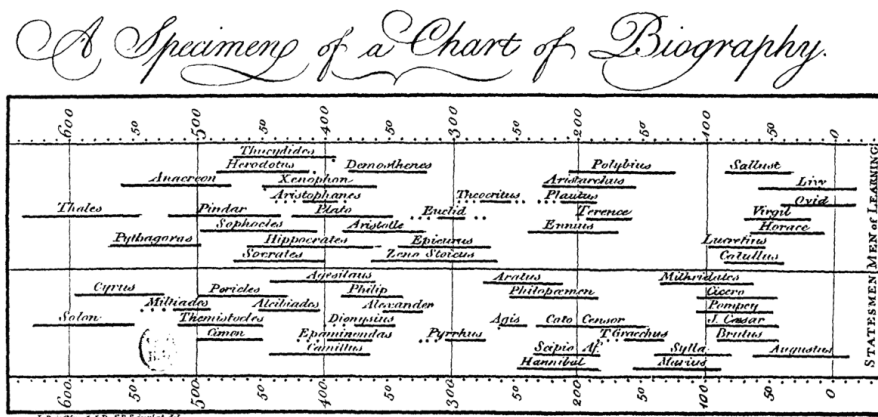 A Specimen of a Chart of Biography.
600 50 500 50 400 50 300 50 200 50 100 50 0
Thucydides
Herodotus Demosthenes Polybius Sallust
Anacreon Xenophon Aristarchus Livy
Aristophanes Theocritus Plautus Ovid
Thales Pindar Plato Euclid Terence Virgil
Sophocles Aristotle Ennius Horace
Pythagoras Hippocrates Epicurus Lucretius
Socrates Zeno Stoicus Catullus
MEN of LEARNING
Agesilaus Aratus Mithridates
Cyrus Pericles Philip Philopœmen Cicero
Miltiades Alcibiades Alexander Pompey
Solon Themistocles Dionysius Agis Cato Censor J. Cæsar
Cimon Epaminondas Pyrrhus T. Gracchus Brutus
Camillus Scipio Af. Sylla Augustus
Hannibal Marius
STATESMEN
600 50 500 50 400 50 300 50 200 50 100 50 0